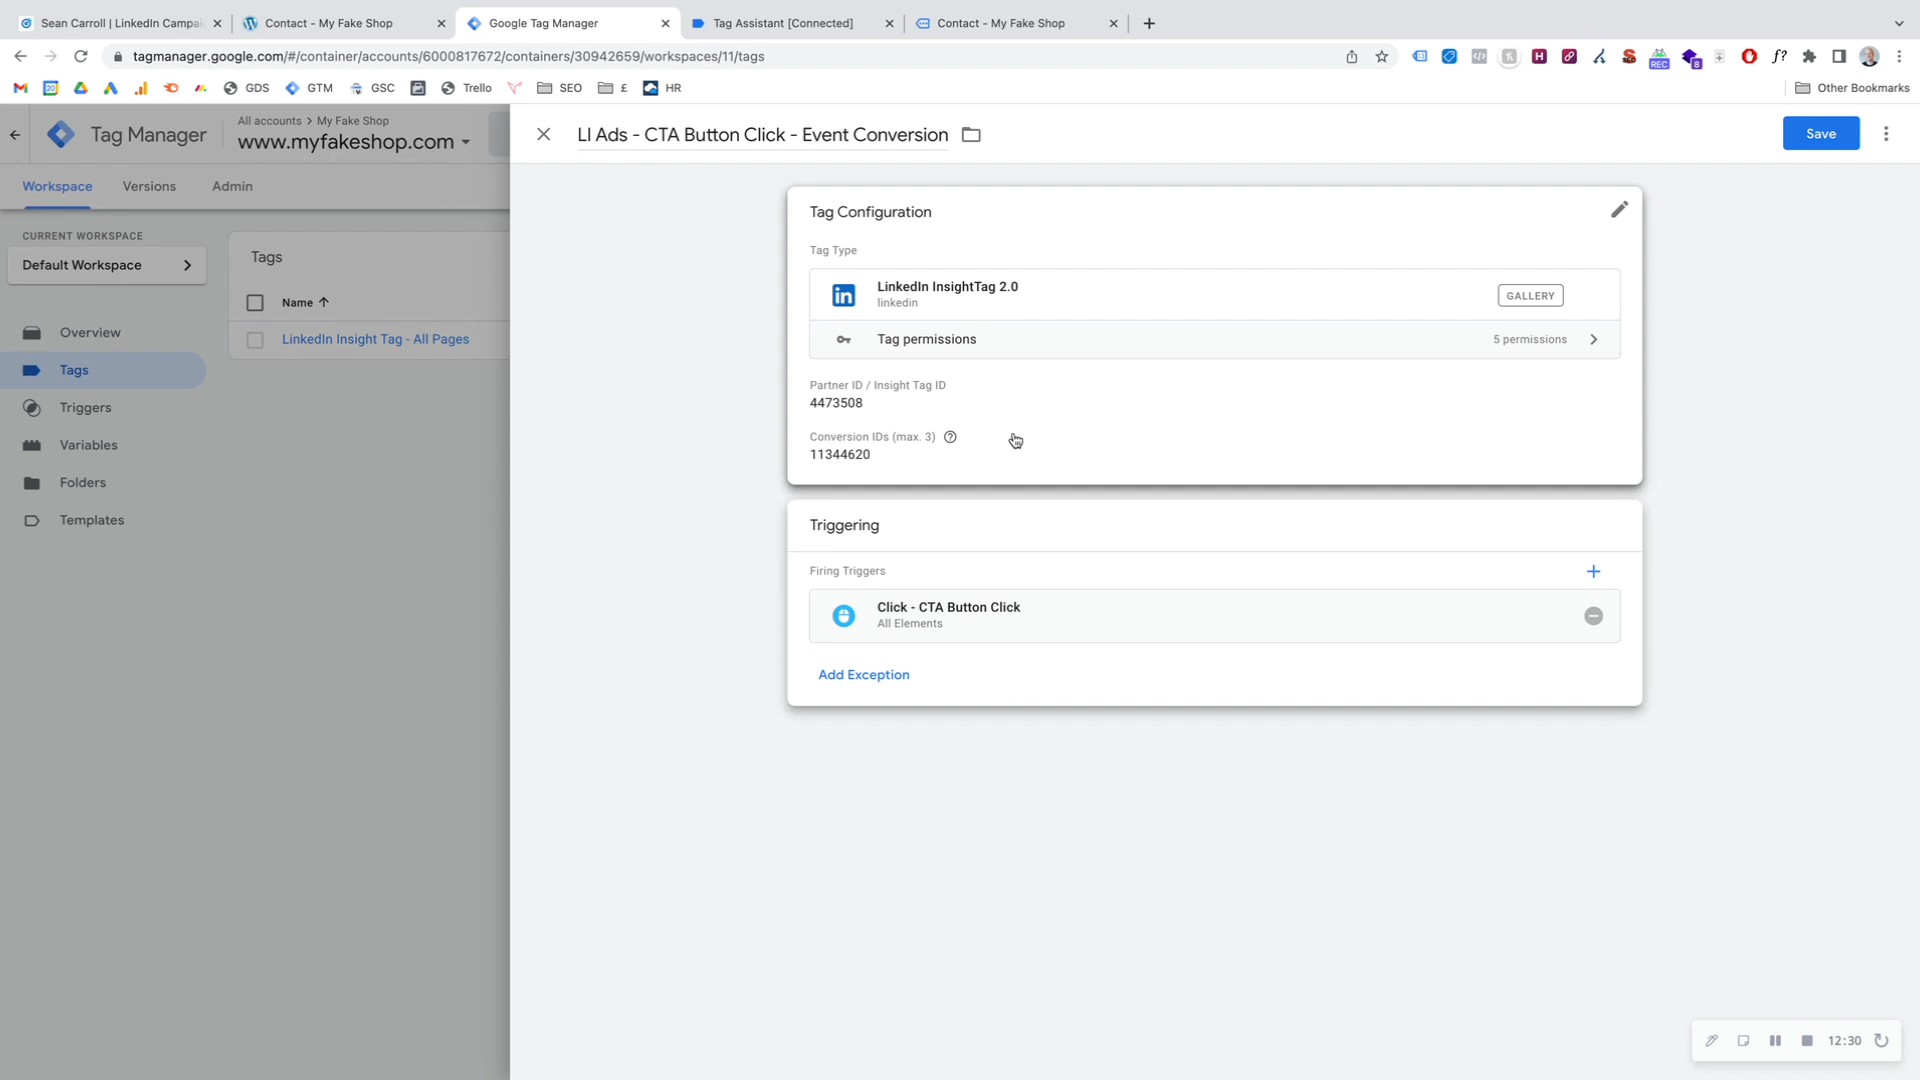 Sean Carroll | LinkedIn Campai
Contact - My Fake Shop
Google Tag Manager
Tag Assistant [Connected]
Contact - My Fake Shop
tagmanager.google.com/#/container/accounts/6000817672/containers/30942659/workspaces/11/tags
GDS
GTM
GSC
Trello
SEO
£
HR
Other Bookmarks
Tag Manager
All accounts > My Fake Shop
www.myfakeshop.com
LI Ads - CTA Button Click - Event Conversion
Save
Workspace
Versions
Admin
CURRENT WORKSPACE
Default Workspace
Overview
Tags
Triggers
Variables
Folders
Templates
Tags
Name
LinkedIn Insight Tag - All Pages
Tag Configuration
Tag Type
LinkedIn InsightTag 2.0
linkedin
GALLERY
Tag permissions
5 permissions
Partner ID / Insight Tag ID
4473508
Conversion IDs (max. 3)
11344620
Triggering
Firing Triggers
Click - CTA Button Click
All Elements
Add Exception
12:30